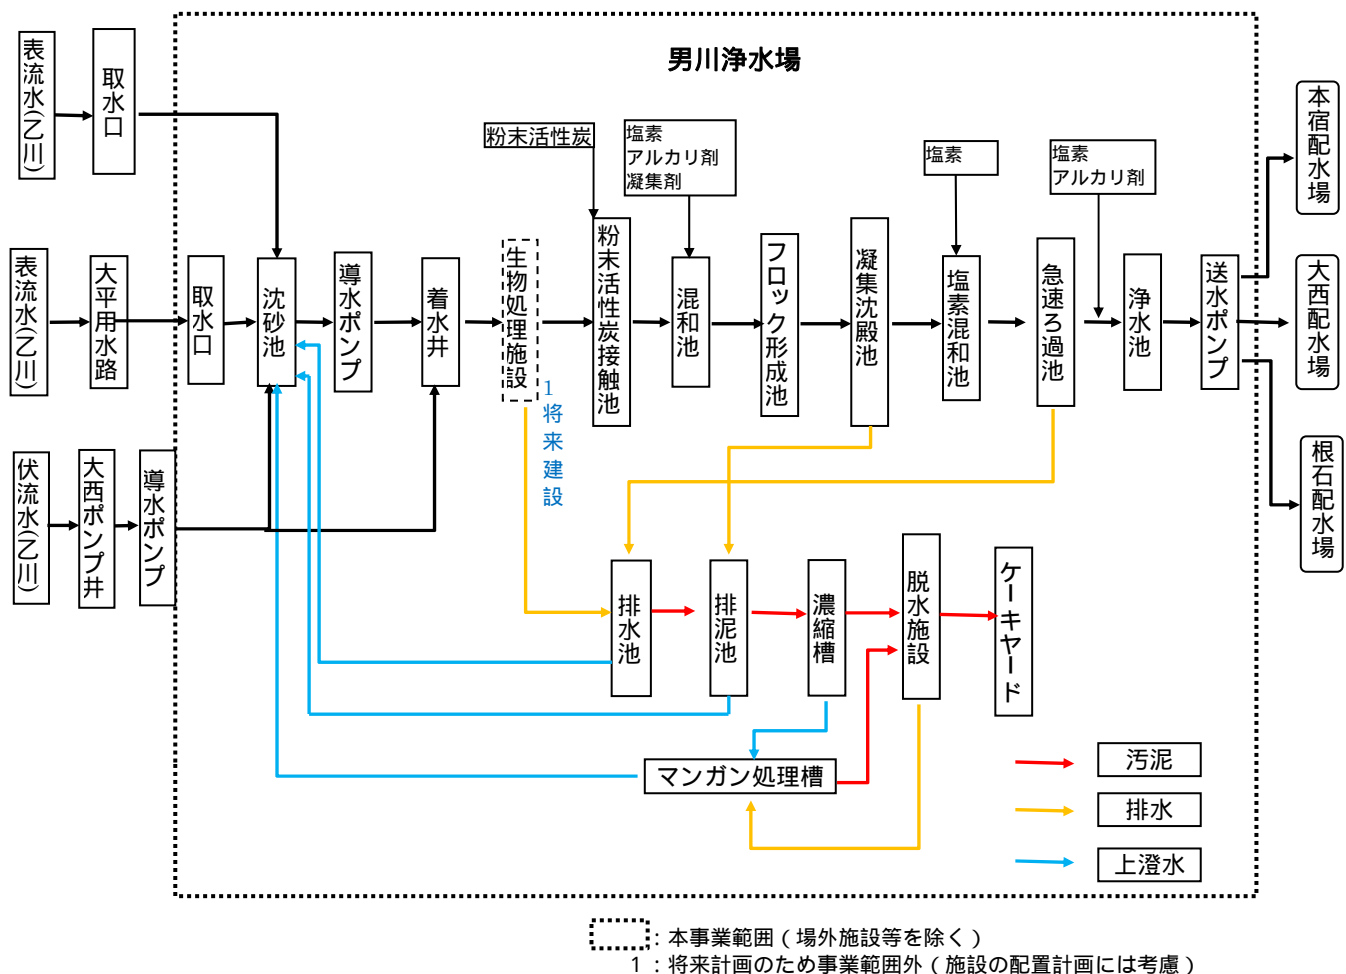 男川浄水場
表流水(乙川)
取水口
本宿配水場
粉末活性炭
塩素
アルカリ剤
凝集剤
塩素
塩素
アルカリ剤
表流水(乙川)
大平用水路
取水口
沈砂池
導水ポンプ
着水井
生物処理施設
粉末活性炭接触池
混和池
フロック形成池
凝集沈殿池
塩素混和池
急速ろ過池
浄水池
送水ポンプ
大西配水場
1
将来建設
伏流水(乙川)
大西ポンプ井
導水ポンプ
根石配水場
排水池
排泥池
濃縮槽
脱水施設
ケーキヤード
マンガン処理槽
汚泥
排水
上澄水
：本事業範囲（場外施設等を除く）
1：将来計画のため事業範囲外（施設の配置計画には考慮）